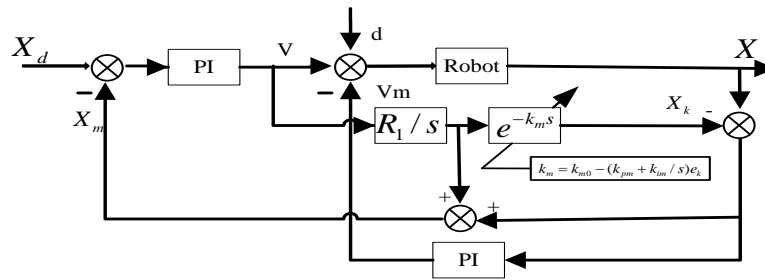 d
X_d
PI
V
Robot
X
Vm
X_m
R_1/s
e^{-k_m s}
X_k
-
k_m = k_{m0} - (k_{pm} + k_{im}/s)e_k
+
+
PI